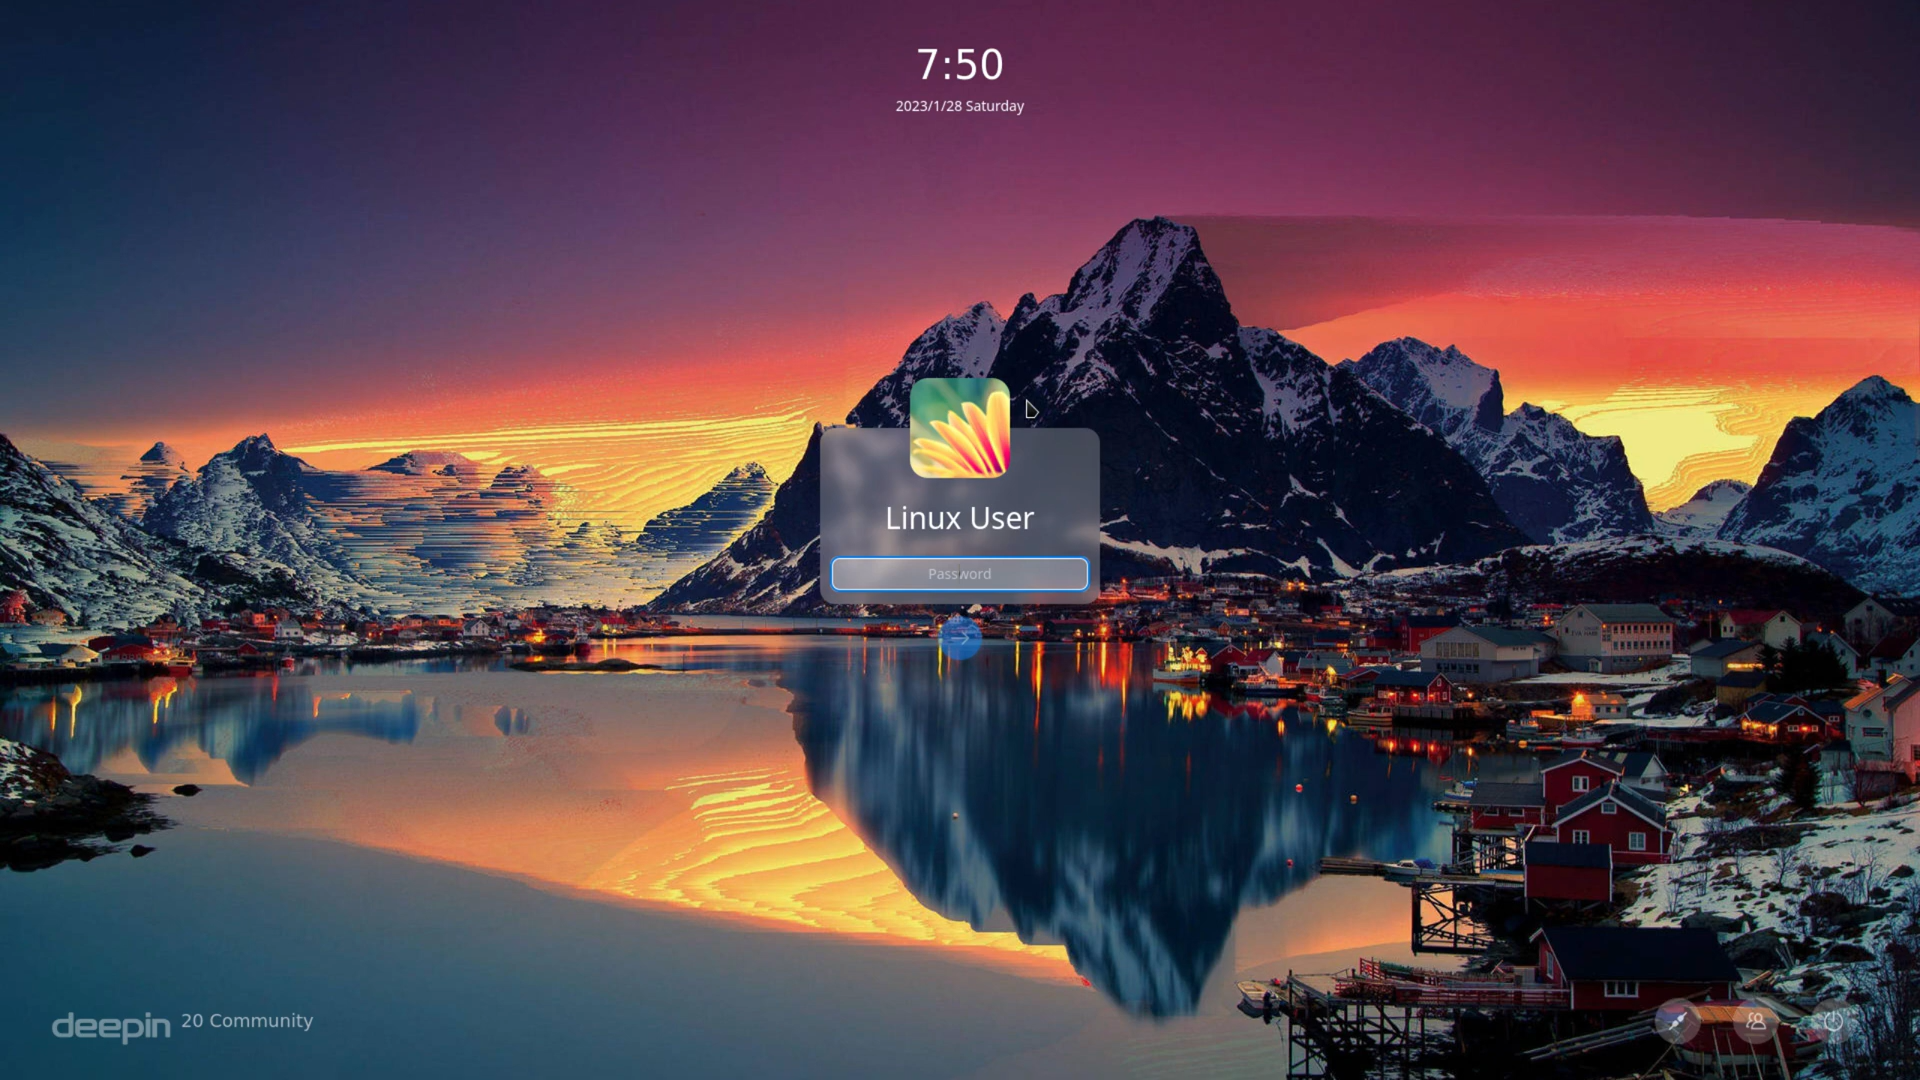 7:50
2023/1/28 Saturday
Linux User
Password
deepin 20 Community